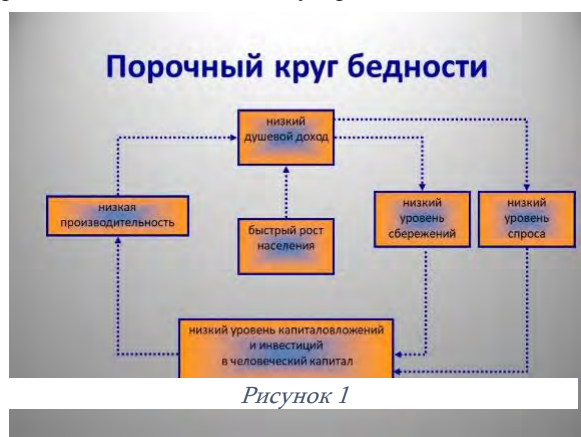 Порочный круг бедности
низкий
душевой доход
низкая
производительность
быстрый рост
населения
низкий
уровень
сбережений
низкий
уровень
спроса
низкий уровень капиталовложений
и инвестиций
в человеческий капитал
Рисунок 1